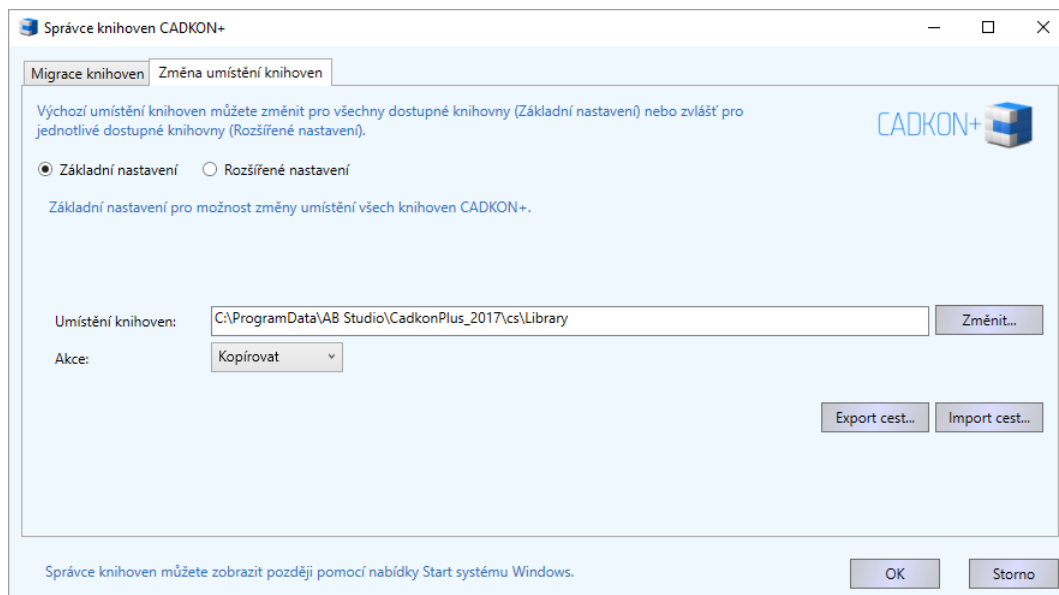 Správce knihoven CADKON+
Migrace knihoven
Změna umístění knihoven
Výchozí umístění knihoven můžete změnit pro všechny dostupné knihovny (Základní nastavení) nebo zvlášť pro
jednotlivé dostupné knihovny (Rozšířené nastavení).
CADKON+
Základní nastavení
Rozšířené nastavení
Základní nastavení pro možnost změny umístění všech knihoven CADKON+.
Umístění knihoven:
C:\ProgramData\AB Studio\CadkonPlus_2017\cs\Library
Změnit...
Akce:
Kopírovat
Export cest...
Import cest...
Správce knihoven můžete zobrazit později pomocí nabídky Start systému Windows.
OK
Storno